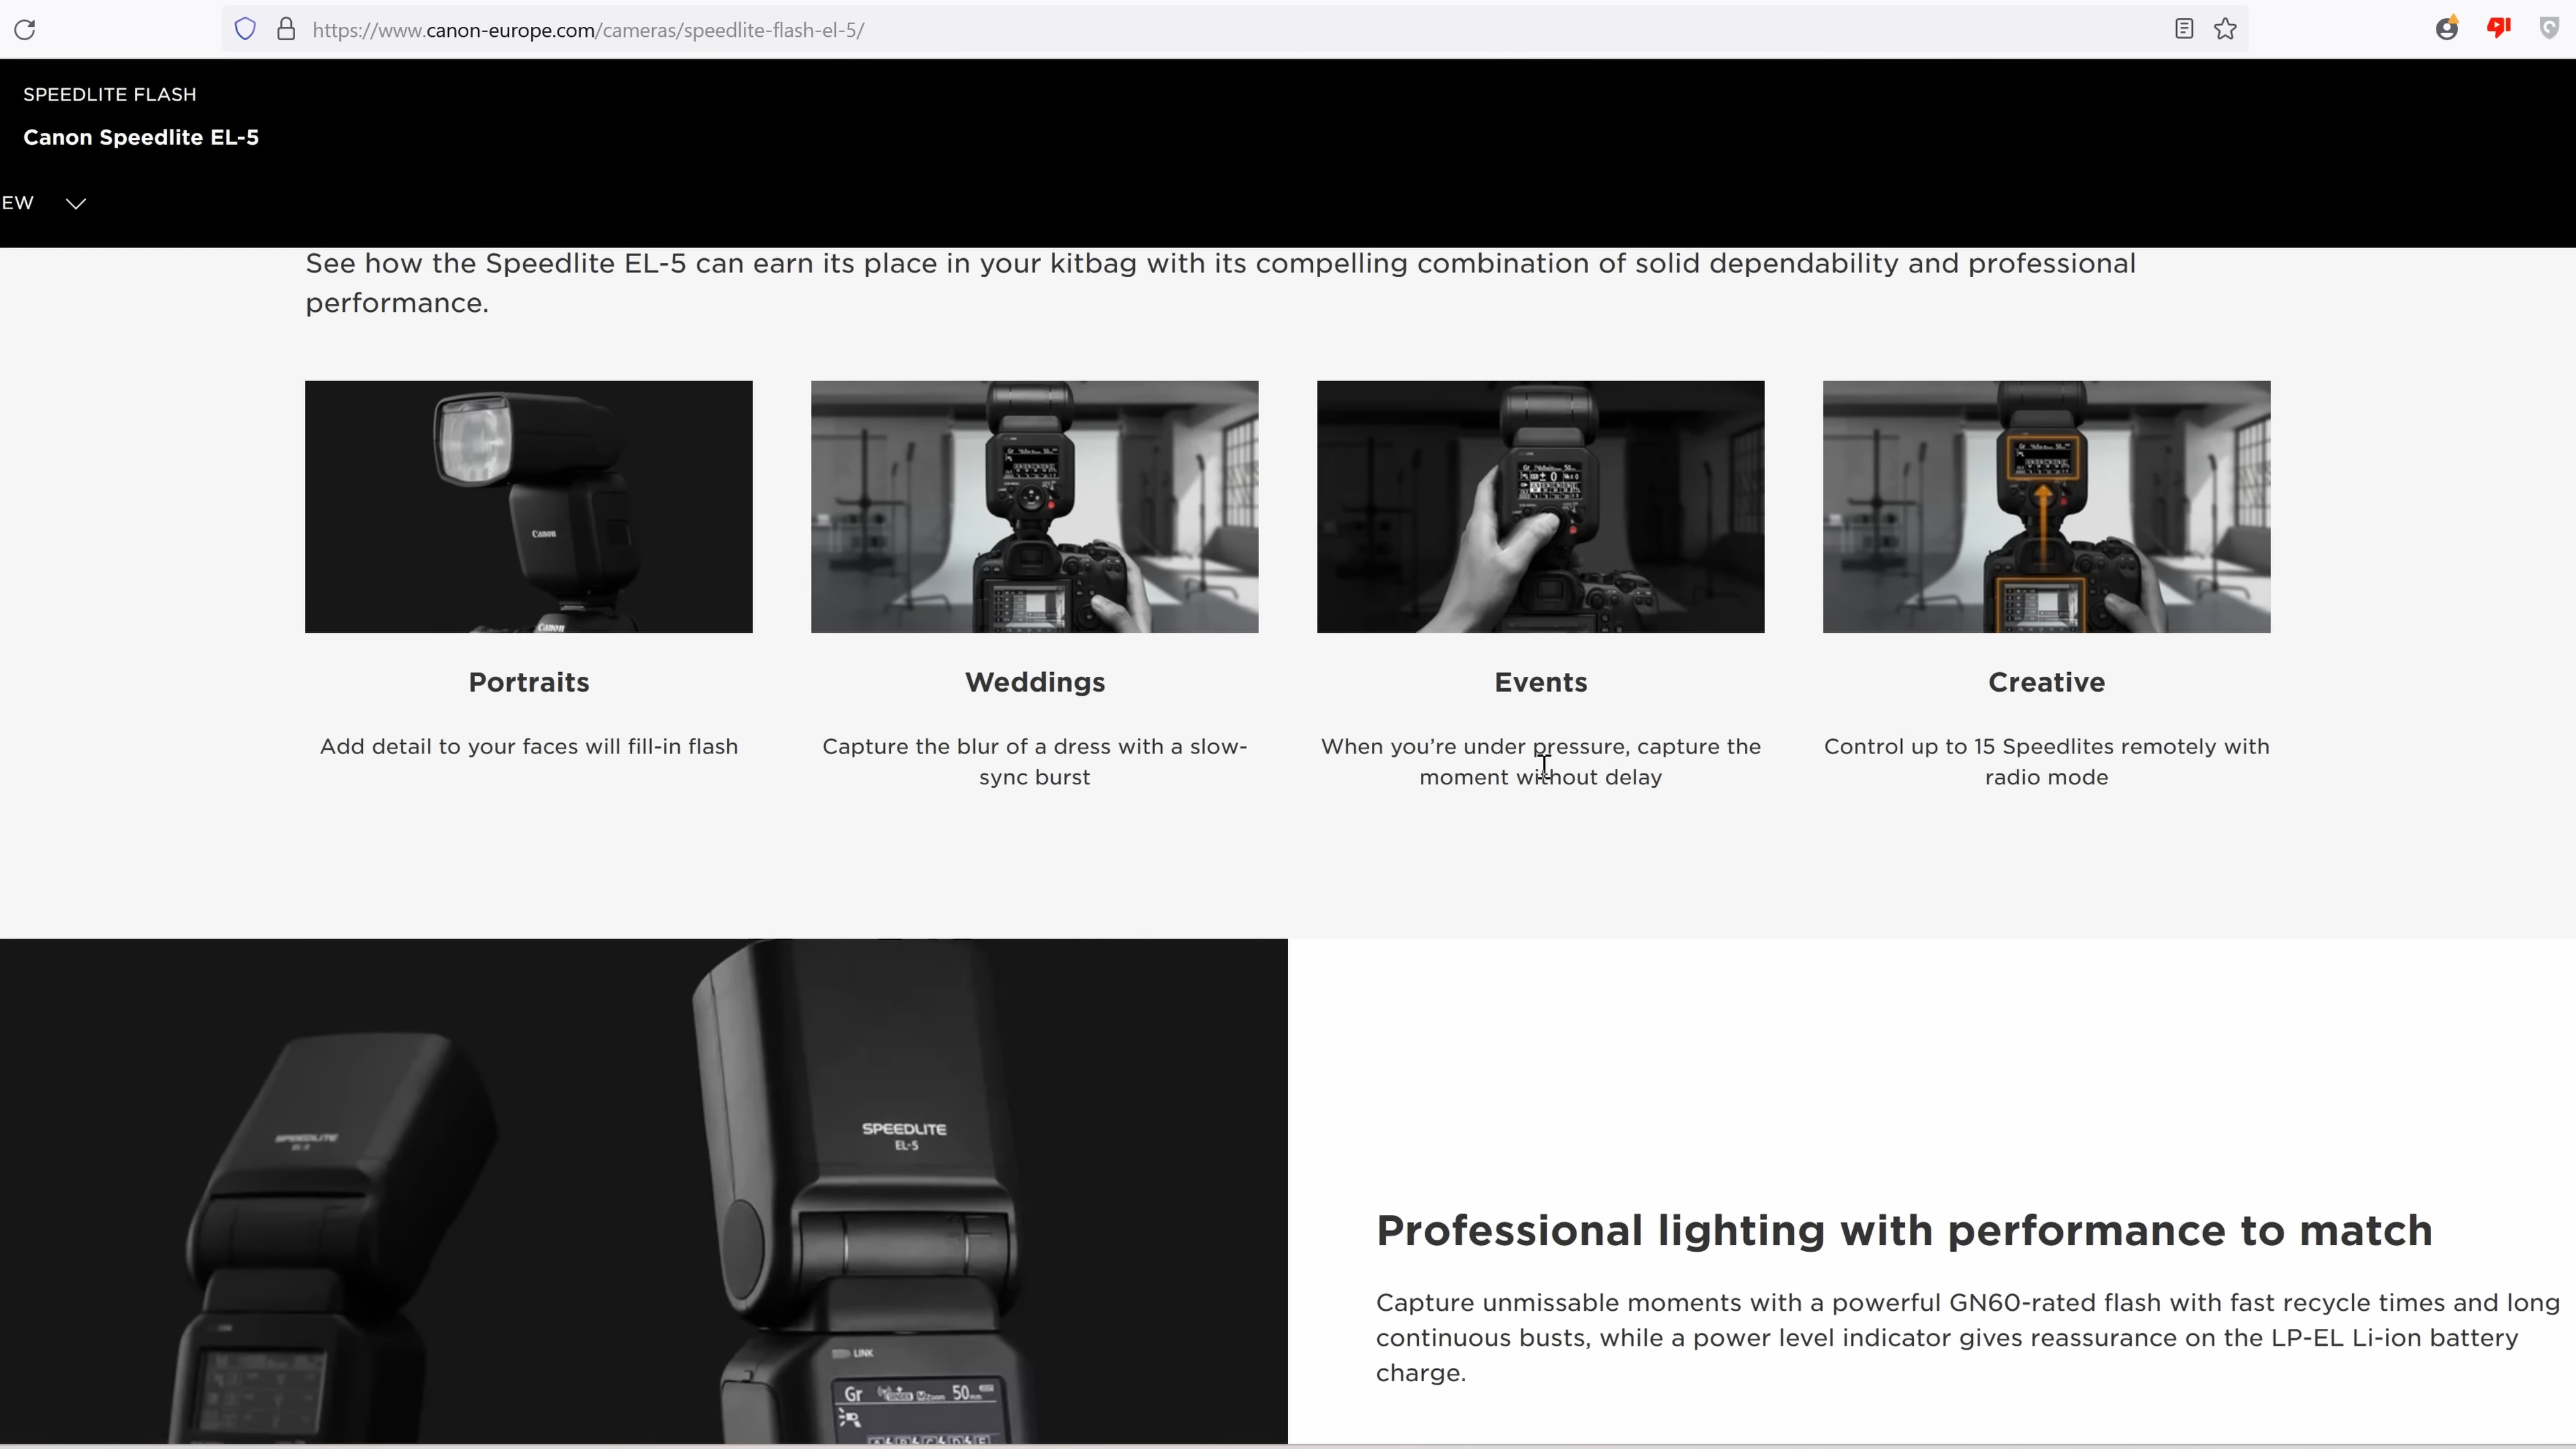 https://www.canon-europe.com/cameras/speedlite-flash-el-5/
SPEEDLITE FLASH
Canon Speedlite EL-5
EW
See how the Speedlite EL-5 can earn its place in your kitbag with its compelling combination of solid dependability and professional
performance.
Canon
Canon
Portraits
Weddings
Events
Creative
Add detail to your faces will fill-in flash
Capture the blur of a dress with a slow-
sync burst
When you’re under pressure, capture the
moment without delay
Control up to 15 Speedlites remotely with
radio mode
SPEEDLITE
SPEEDLITE
EL-5
LINK
Gr Zoom 50
Professional lighting with performance to match
Capture unmissable moments with a powerful GN60-rated flash with fast recycle times and long
continuous busts, while a power level indicator gives reassurance on the LP-EL Li-ion battery
charge.